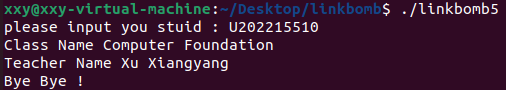 xxy@xxy-virtual-machine:~/Desktop/linkbomb$ ./linkbomb5
please input you stuid : U202215510
Class Name Computer Foundation
Teacher Name Xu Xiangyang
Bye Bye !